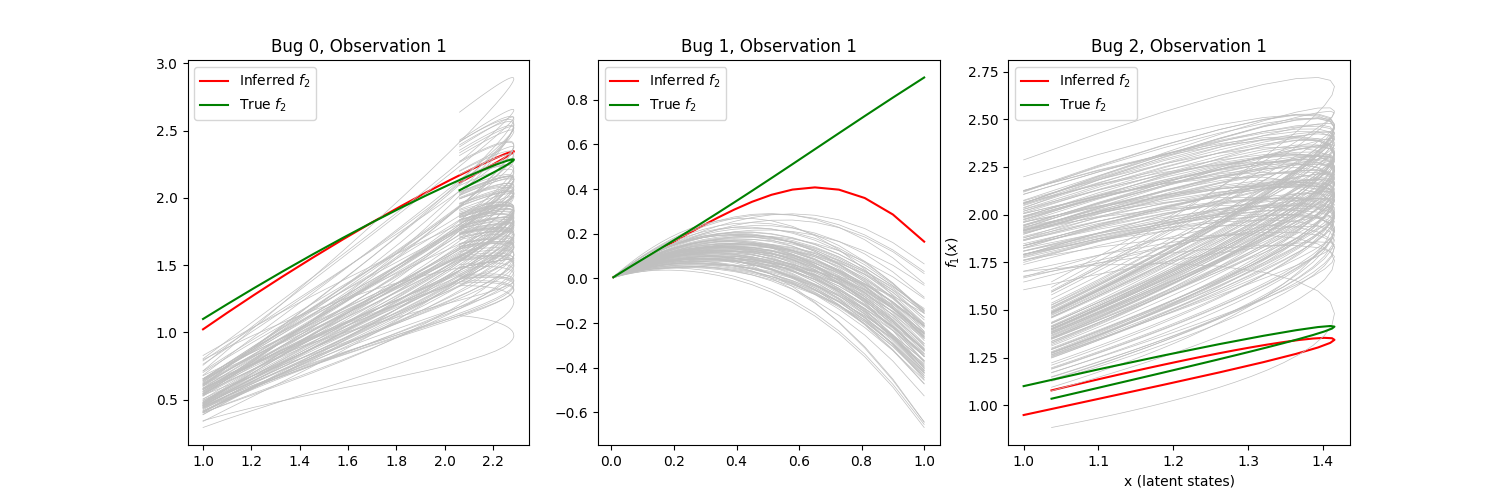 Bug 0, Observation 1
Inferred f₂
True f₂
3.0
2.5
2.0
1.5
1.0
0.5
1.0 1.2 1.4 1.6 1.8 2.0 2.2
Bug 1, Observation 1
Inferred f₂
True f₂
0.8
0.6
0.4
0.2
0.0
−0.2
−0.4
−0.6
0.0 0.2 0.4 0.6 0.8 1.0
Bug 2, Observation 1
Inferred f₂
True f₂
f₁(x)
2.75
2.50
2.25
2.00
1.75
1.50
1.25
1.00
1.0 1.1 1.2 1.3 1.4
x (latent states)